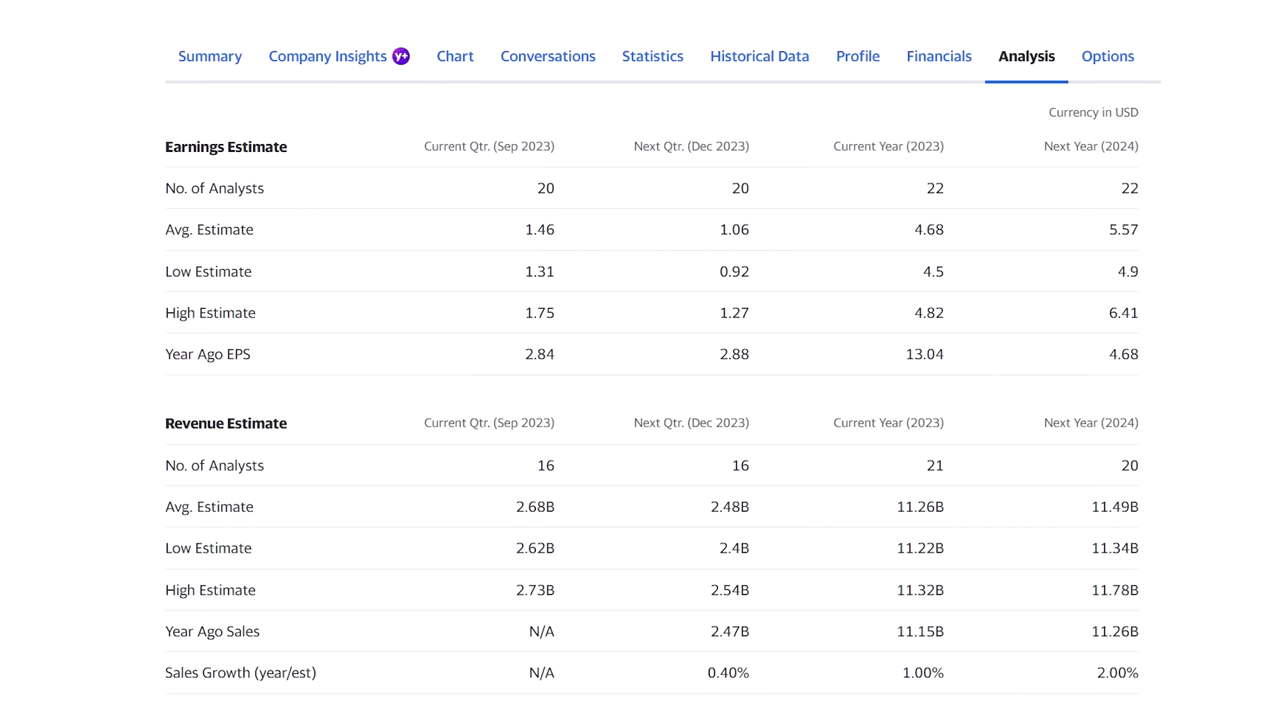 Summary Company Insights y+ Chart Conversations Statistics Historical Data Profile Financials Analysis Options
Currency in USD
Earnings Estimate Current Qtr. (Sep 2023) Next Qtr. (Dec 2023) Current Year (2023) Next Year (2024)
No. of Analysts 20 20 22 22
Avg. Estimate 1.46 1.06 4.68 5.57
Low Estimate 1.31 0.92 4.5 4.9
High Estimate 1.75 1.27 4.82 6.41
Year Ago EPS 2.84 2.88 13.04 4.68
Revenue Estimate Current Qtr. (Sep 2023) Next Qtr. (Dec 2023) Current Year (2023) Next Year (2024)
No. of Analysts 16 16 21 20
Avg. Estimate 2.68B 2.48B 11.26B 11.49B
Low Estimate 2.62B 2.4B 11.22B 11.34B
High Estimate 2.73B 2.54B 11.32B 11.78B
Year Ago Sales N/A 2.47B 11.15B 11.26B
Sales Growth (year/est) N/A 0.40% 1.00% 2.00%